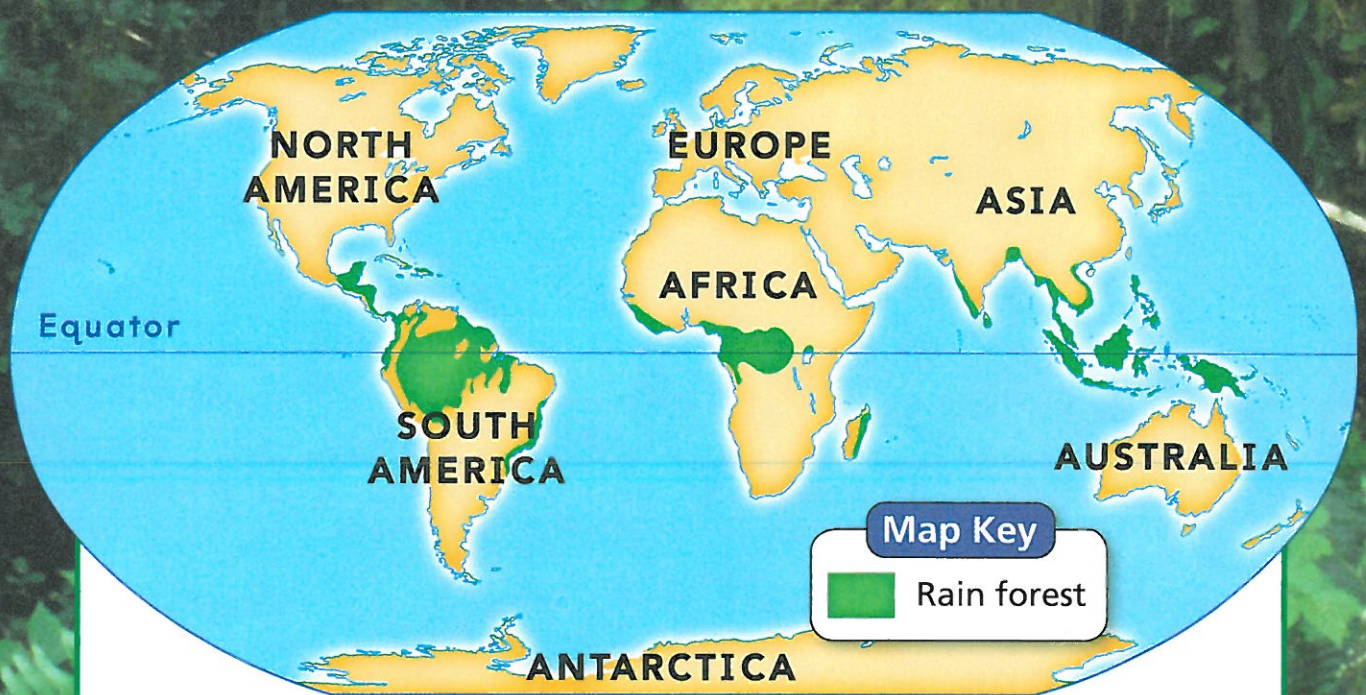 NORTH
AMERICA
EUROPE
ASIA
AFRICA
Equator
SOUTH
AMERICA
AUSTRALIA
Map Key
Rain forest
ANTARCTICA